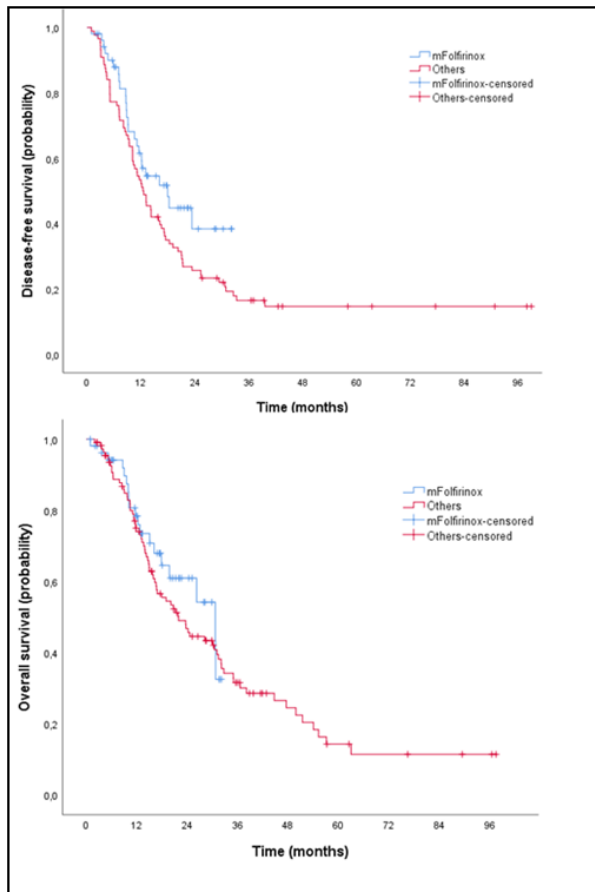 Disease-free survival (probability)
1,0
0,8
0,6
0,4
0,2
0,0
mFolfirinox
Others
mFolfirinox-censored
Others-censored
0 12 24 36 48 60 72 84 96
Time (months)
Overall survival (probability)
1,0
0,8
0,6
0,4
0,2
0,0
mFolfirinox
Others
mFolfirinox-censored
Others-censored
0 12 24 36 48 60 72 84 96
Time (months)